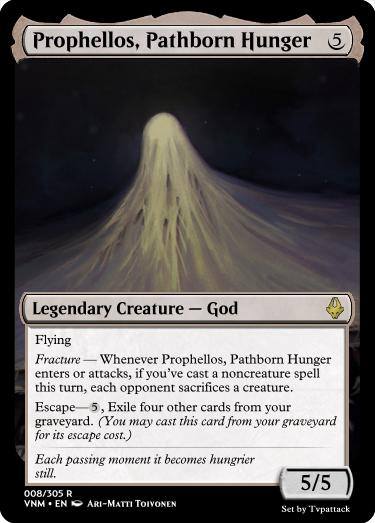 Prophellos, Pathborn Hunger 5
Legendary Creature — God
Flying
Fracture — Whenever Prophellos, Pathborn Hunger
enters or attacks, if you've cast a noncreature spell
this turn, each opponent sacrifices a creature.
Escape—5, Exile four other cards from your
graveyard. (You may cast this card from your graveyard
for its escape cost.)
Each passing moment it becomes hungrier
still.
5/5
008/305 R
VNM • EN Ari-Matti Toivonen
Set by Tvpattack